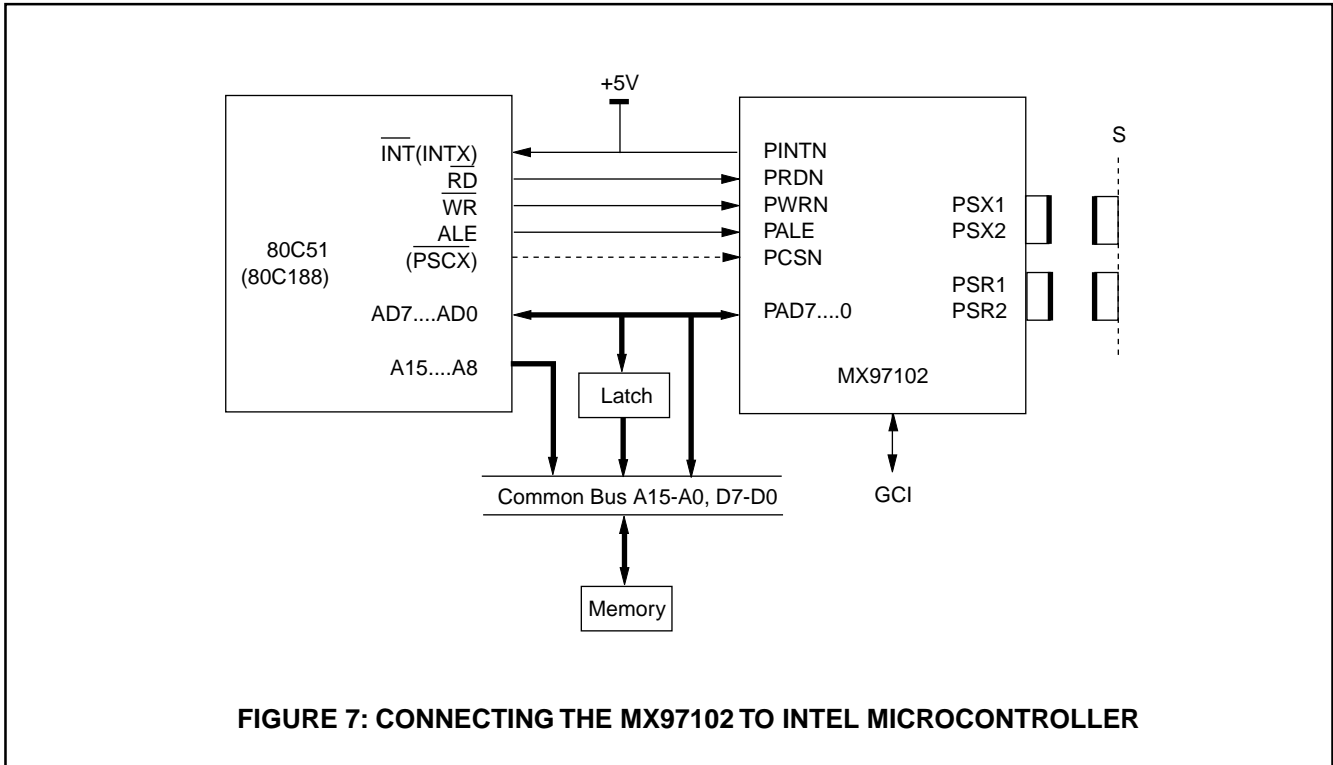 +5V
INT(INTX)
RD
WR
ALE
(PSCX)
80C51
(80C188)
AD7....AD0
A15....A8
PINTN
PRDN
PWRN
PALE
PCSN
PAD7....0
PSX1
PSX2
PSR1
PSR2
MX97102
S
Latch
Common Bus A15-A0, D7-D0
GCI
Memory
FIGURE 7: CONNECTING THE MX97102 TO INTEL MICROCONTROLLER